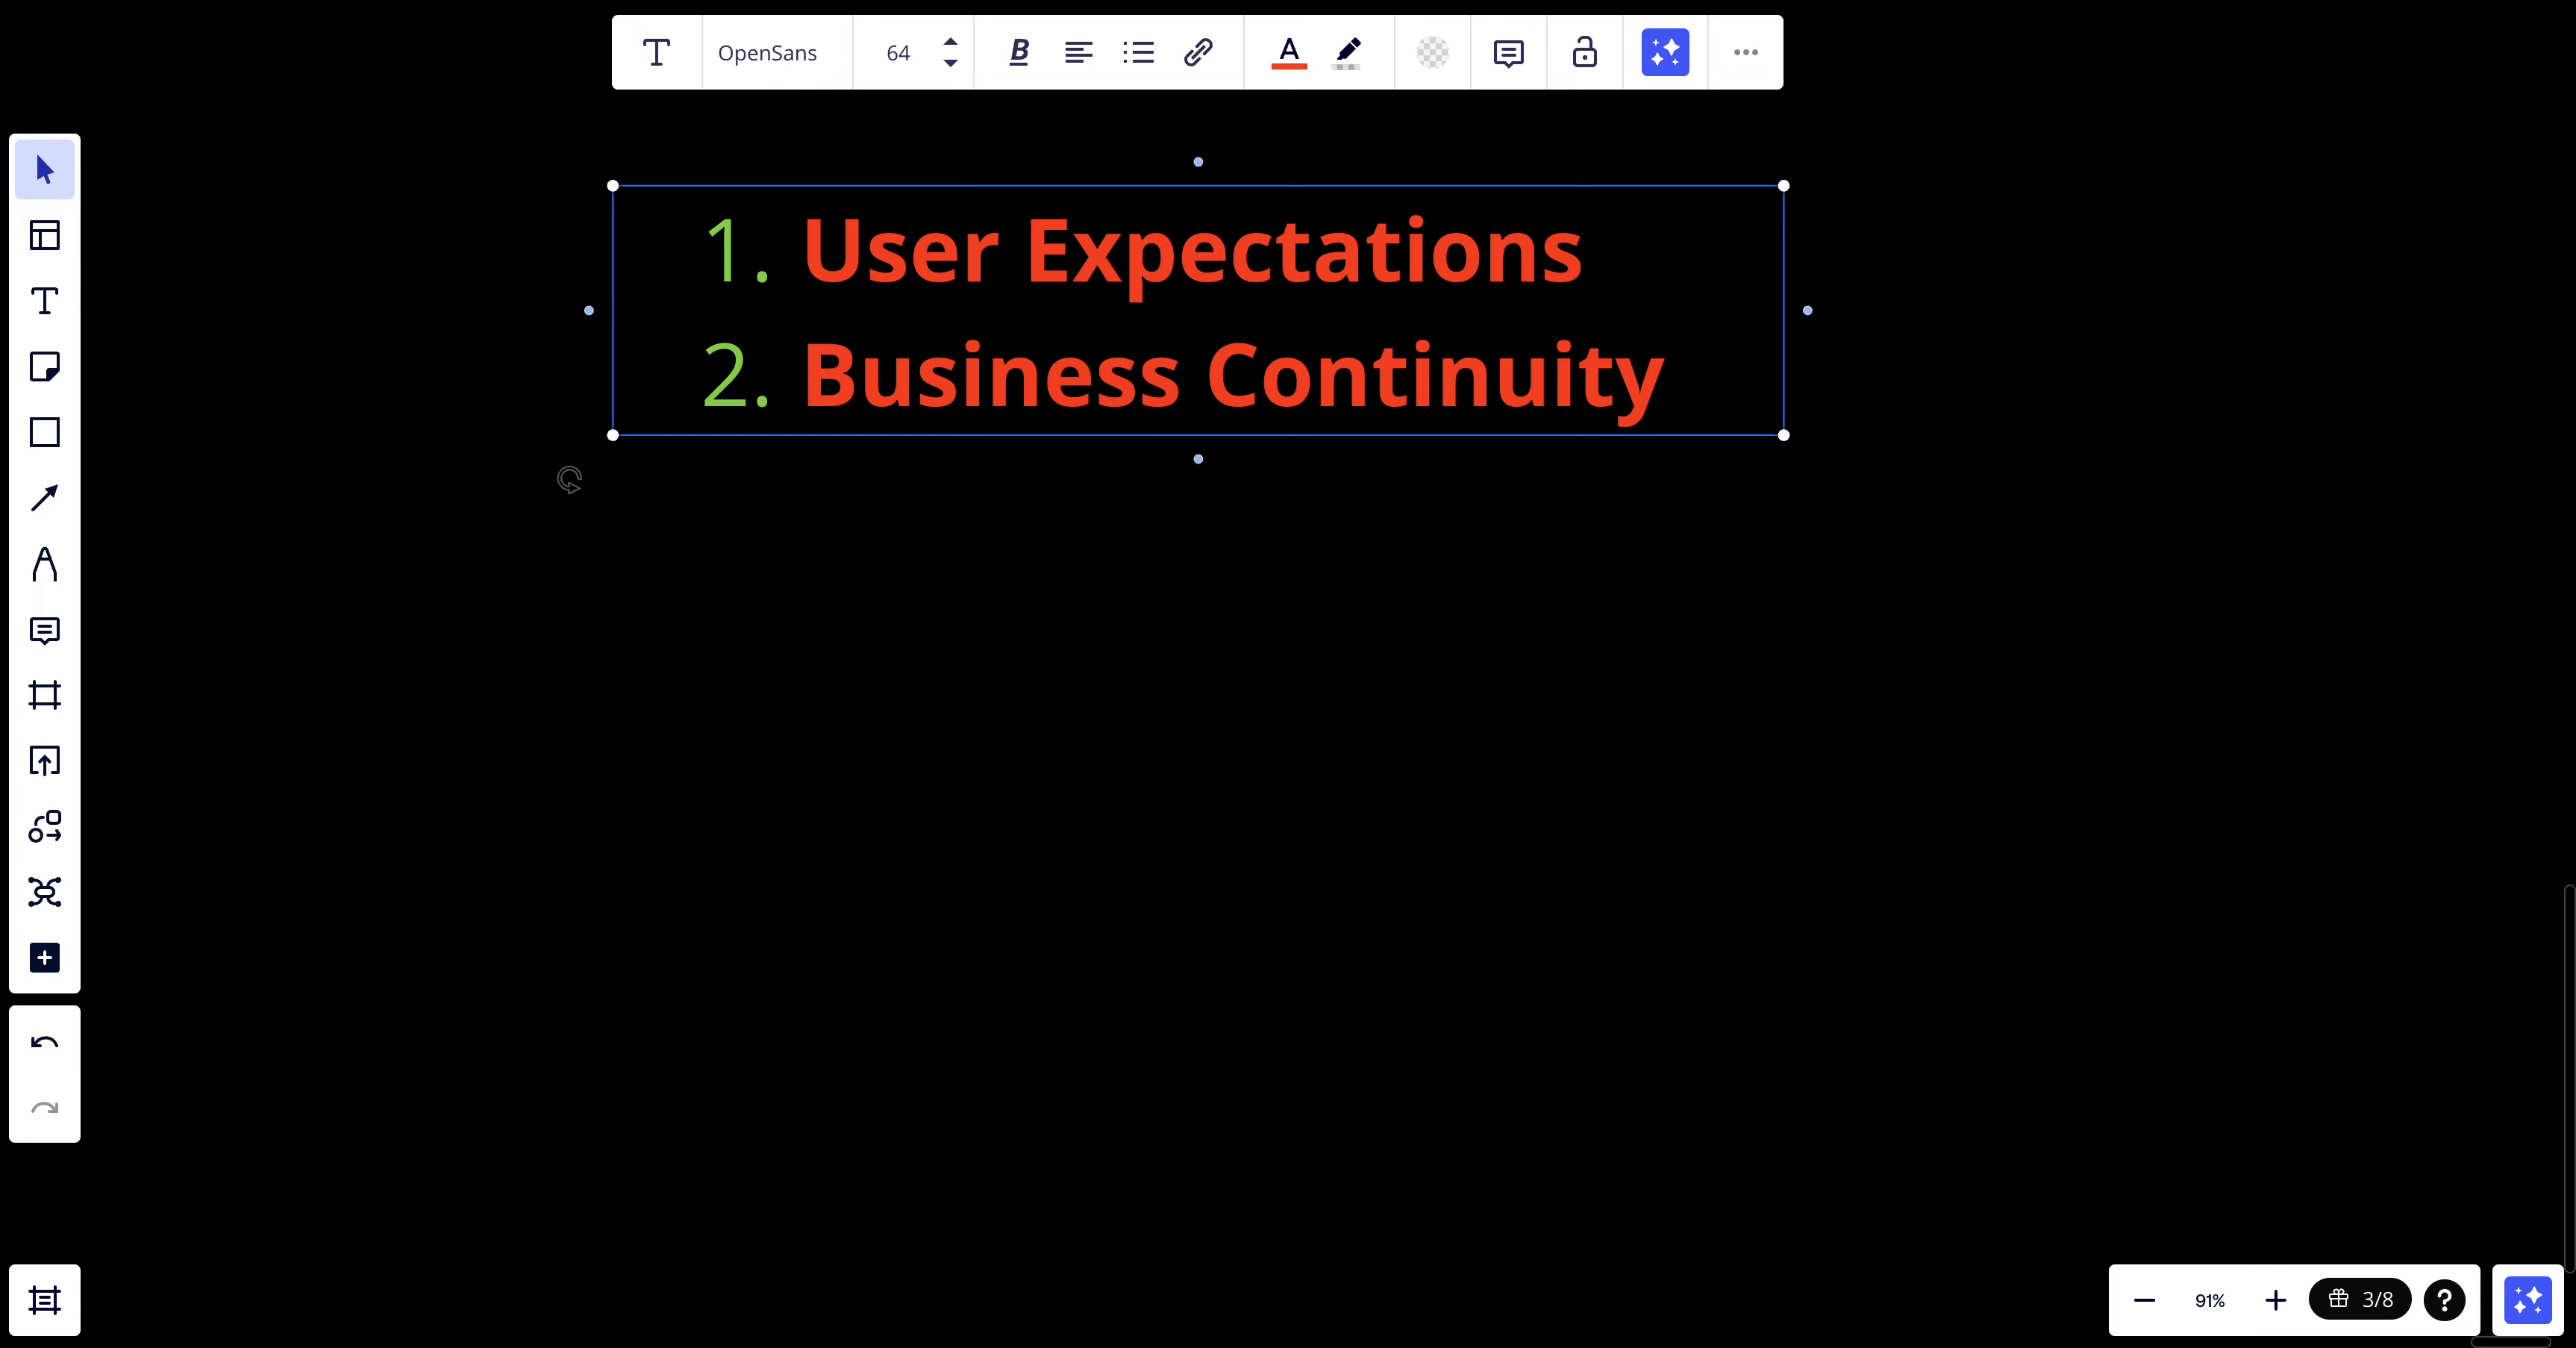 OpenSans 64 B A
1. User Expectations
2. Business Continuity
91% 3/8 ?